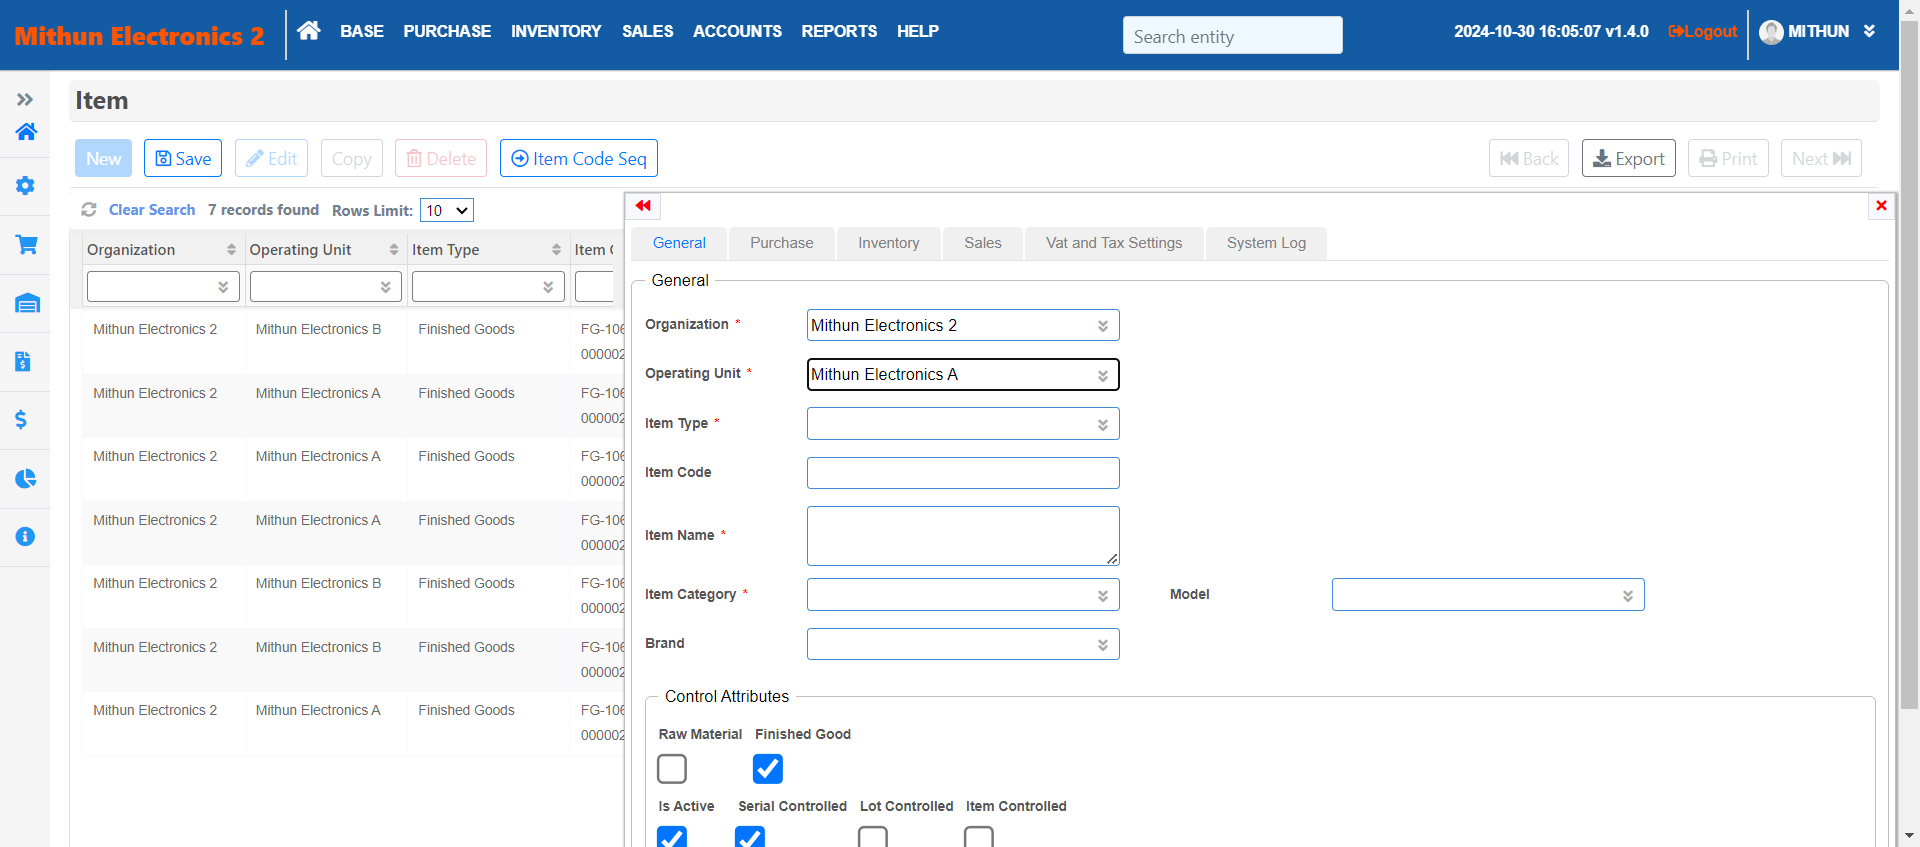 Mithun Electronics 2
BASE PURCHASE INVENTORY SALES ACCOUNTS REPORTS HELP
Search entity
2024-10-30 16:05:07 v1.4.0
Logout
MITHUN
Item
New Save Edit Copy Delete Item Code Seq
Back Export Print Next
Clear Search 7 records found Rows Limit: 10
Organization Operating Unit Item Type Item
Mithun Electronics 2 Mithun Electronics B Finished Goods FG-106
000002
Mithun Electronics 2 Mithun Electronics A Finished Goods FG-106
000002
Mithun Electronics 2 Mithun Electronics A Finished Goods FG-106
000002
Mithun Electronics 2 Mithun Electronics A Finished Goods FG-106
000002
Mithun Electronics 2 Mithun Electronics B Finished Goods FG-106
000002
Mithun Electronics 2 Mithun Electronics B Finished Goods FG-106
000002
Mithun Electronics 2 Mithun Electronics A Finished Goods FG-106
000002
General Purchase Inventory Sales Vat and Tax Settings System Log
General
Organization * Mithun Electronics 2
Operating Unit * Mithun Electronics A
Item Type *
Item Code
Item Name *
Item Category * Model
Brand
Control Attributes
Raw Material Finished Good
Is Active Serial Controlled Lot Controlled Item Controlled